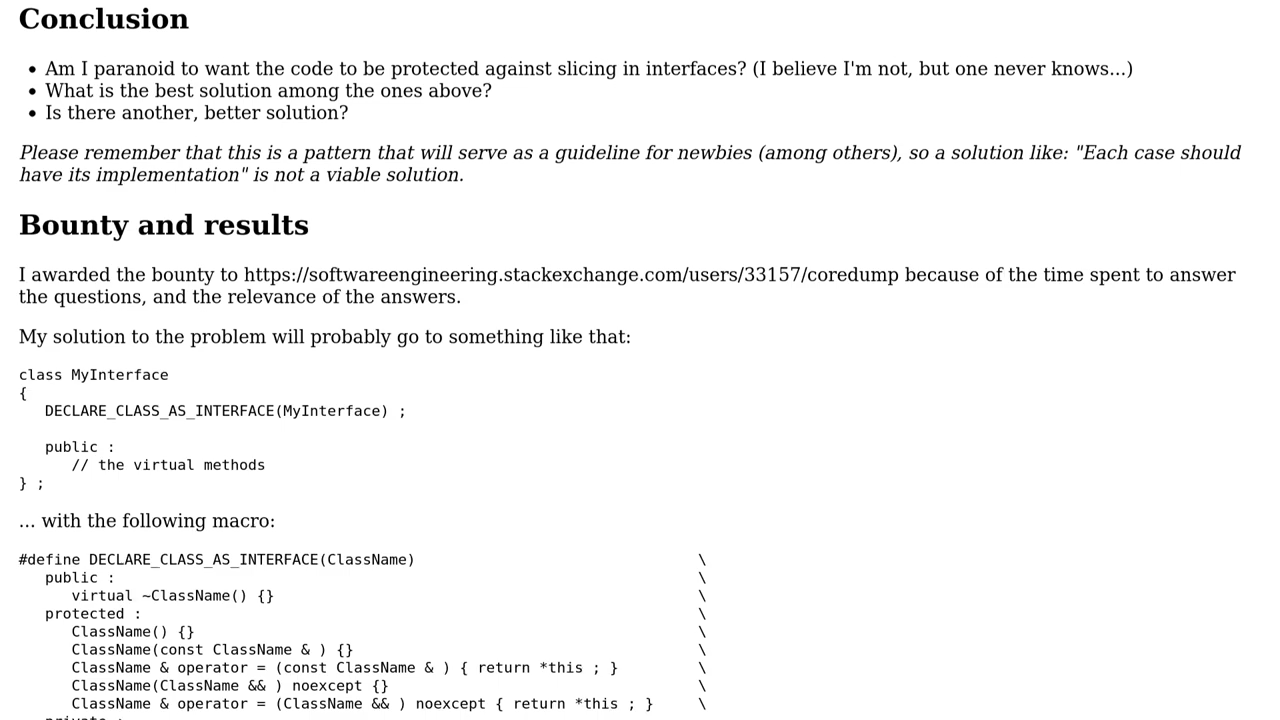 Conclusion
• Am I paranoid to want the code to be protected against slicing in interfaces? (I believe I'm not, but one never knows...)
• What is the best solution among the ones above?
• Is there another, better solution?
Please remember that this is a pattern that will serve as a guideline for newbies (among others), so a solution like: "Each case should
have its implementation" is not a viable solution.
Bounty and results
I awarded the bounty to https://softwareengineering.stackexchange.com/users/33157/coredump because of the time spent to answer
the questions, and the relevance of the answers.
My solution to the problem will probably go to something like that:
class MyInterface
{
   DECLARE_CLASS_AS_INTERFACE(MyInterface) ;
   public :
      // the virtual methods
} ;
... with the following macro:
#define DECLARE_CLASS_AS_INTERFACE(ClassName)                                \
   public :                                                                  \
      virtual ~ClassName() {}                                                \
   protected :                                                               \
      ClassName() {}                                                         \
      ClassName(const ClassName & ) {}                                       \
      ClassName & operator = (const ClassName & ) { return *this ; }         \
      ClassName(ClassName && ) noexcept {}                                   \
      ClassName & operator = (ClassName && ) noexcept { return *this ; }     \
   private :